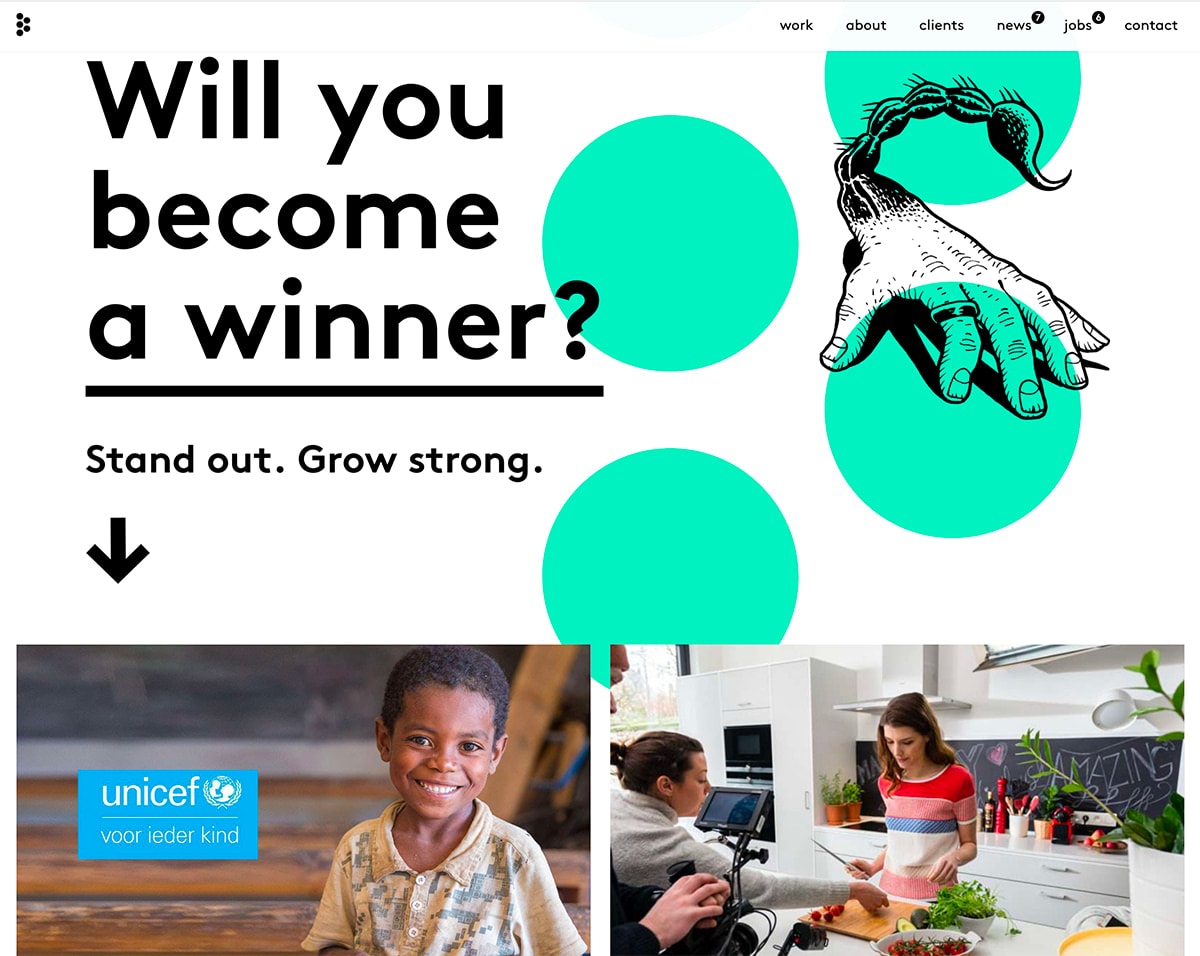 work
about
clients
news 7
jobs 6
contact
Will you
become
a winner?
Stand out. Grow strong.
unicef
voor ieder kind
AMAZING